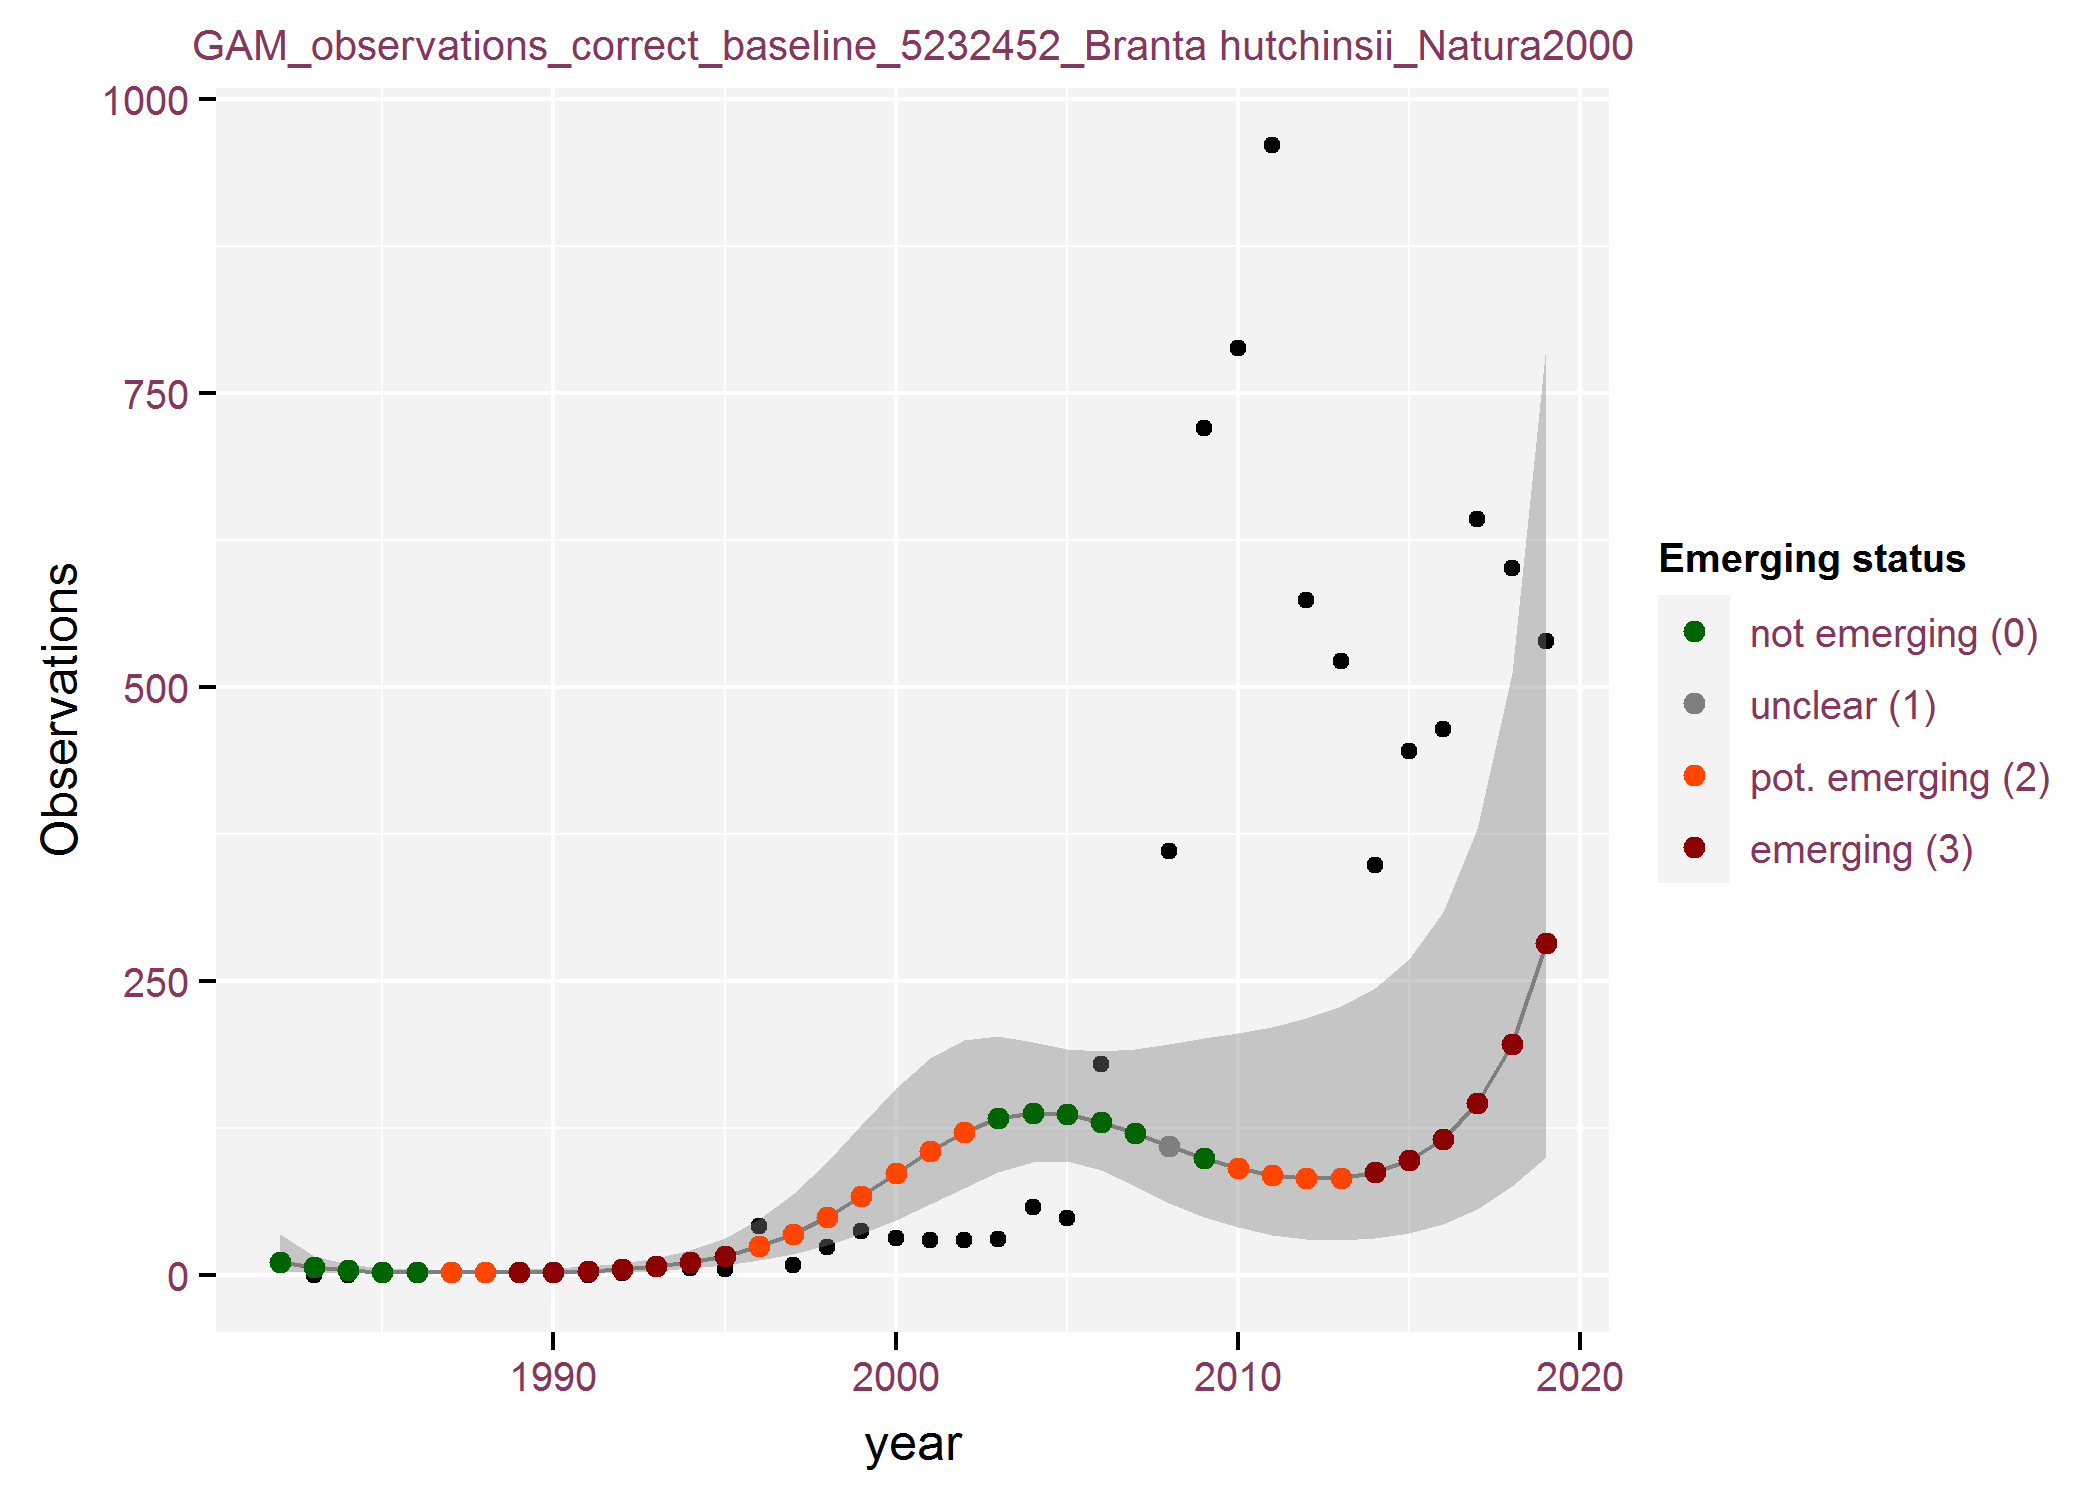 GAM_observations_correct_baseline_5232452_Branta hutchinsii_Natura2000
1000
750
500
250
0
Observations
1990
2000
2010
2020
year
Emerging status
not emerging (0)
unclear (1)
pot. emerging (2)
emerging (3)